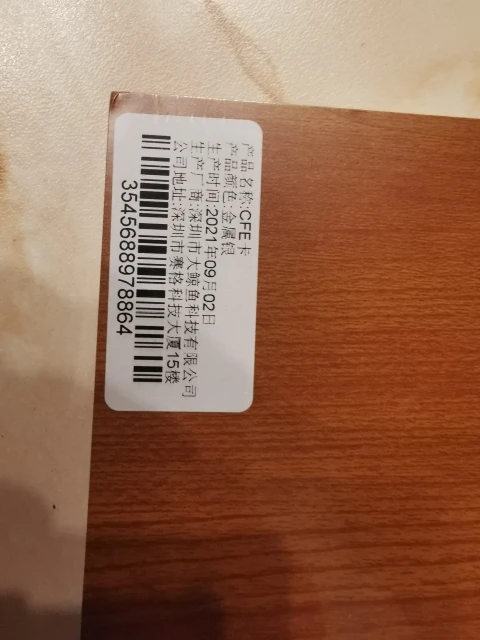 产品名称:CFE卡
产品颜色:金属银
生产时间:2021年09月02日
生产厂商:深圳市大鲸鱼科技有限公司
公司地址:深圳市赛格科技大厦15楼
3545688978864